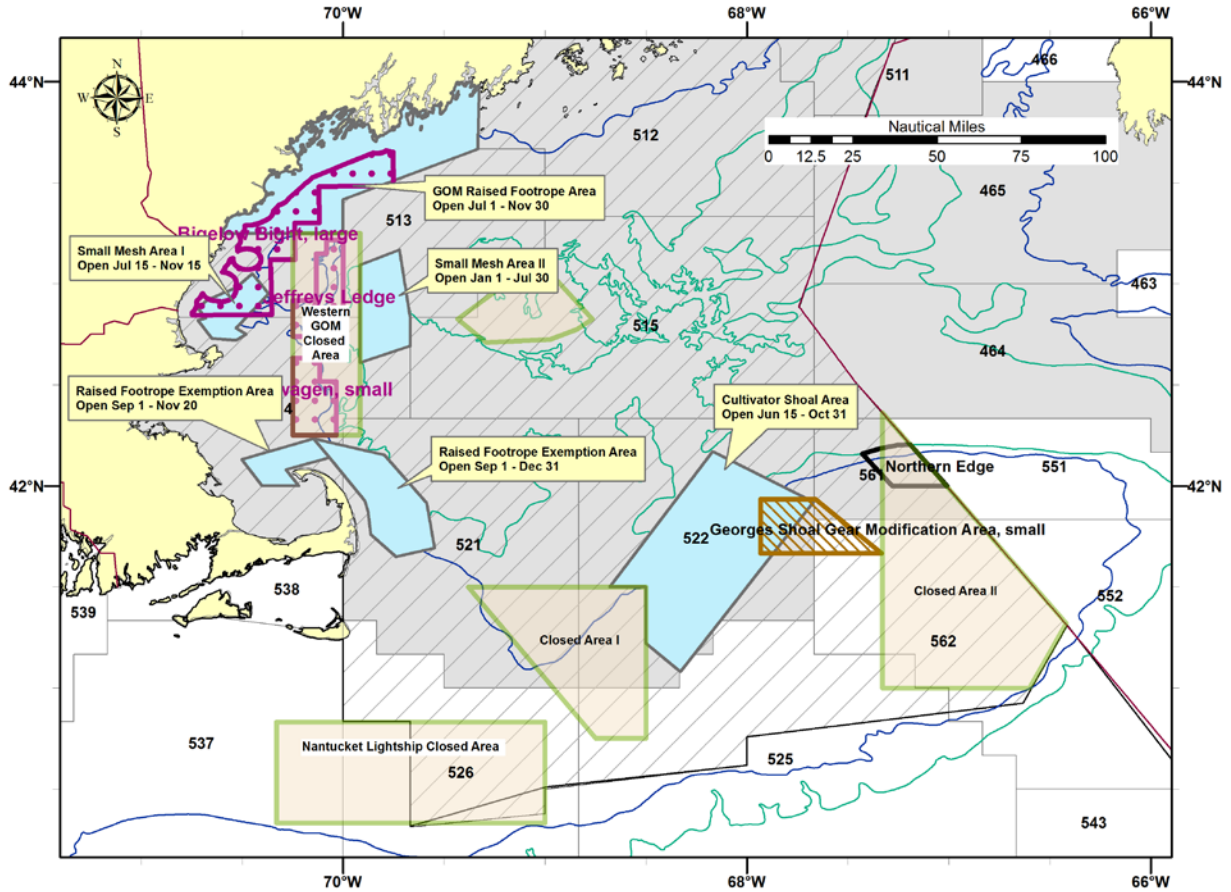 70°W
68°W
66°W
44°N
44°N
N
W
E
S
466
511
512
Nautical Miles
0 12.5 25 50 75 100
465
GOM Raised Footrope Area
Open Jul 1 - Nov 30
513
Bigelow Bight, large
Small Mesh Area I
Open Jul 15 - Nov 15
Small Mesh Area II
Open Jan 1 - Jul 30
463
effreys Ledge
Western
GOM
Closed
Area
515
464
wagen, small
4
Raised Footrope Exemption Area
Open Sep 1 - Nov 20
Cultivator Shoal Area
Open Jun 15 - Oct 31
Raised Footrope Exemption Area
Open Sep 1 - Dec 31
Northern Edge
561
551
42°N
42°N
Georges Shoal Gear Modification Area, small
522
521
538
539
Closed Area II
552
Closed Area I
562
537
Nantucket Lightship Closed Area
526
525
543
70°W
68°W
66°W